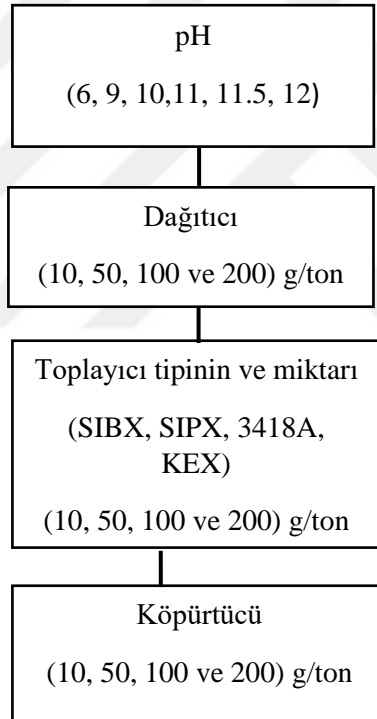 pH
(6, 9, 10,11, 11.5, 12)
Dağıtıcı
(10, 50, 100 ve 200) g/ton
Toplayıcı tipinin ve miktarı
(SIBX, SIPX, 3418A,
KEX)
(10, 50, 100 ve 200) g/ton
Köpürtücü
(10, 50, 100 ve 200) g/ton